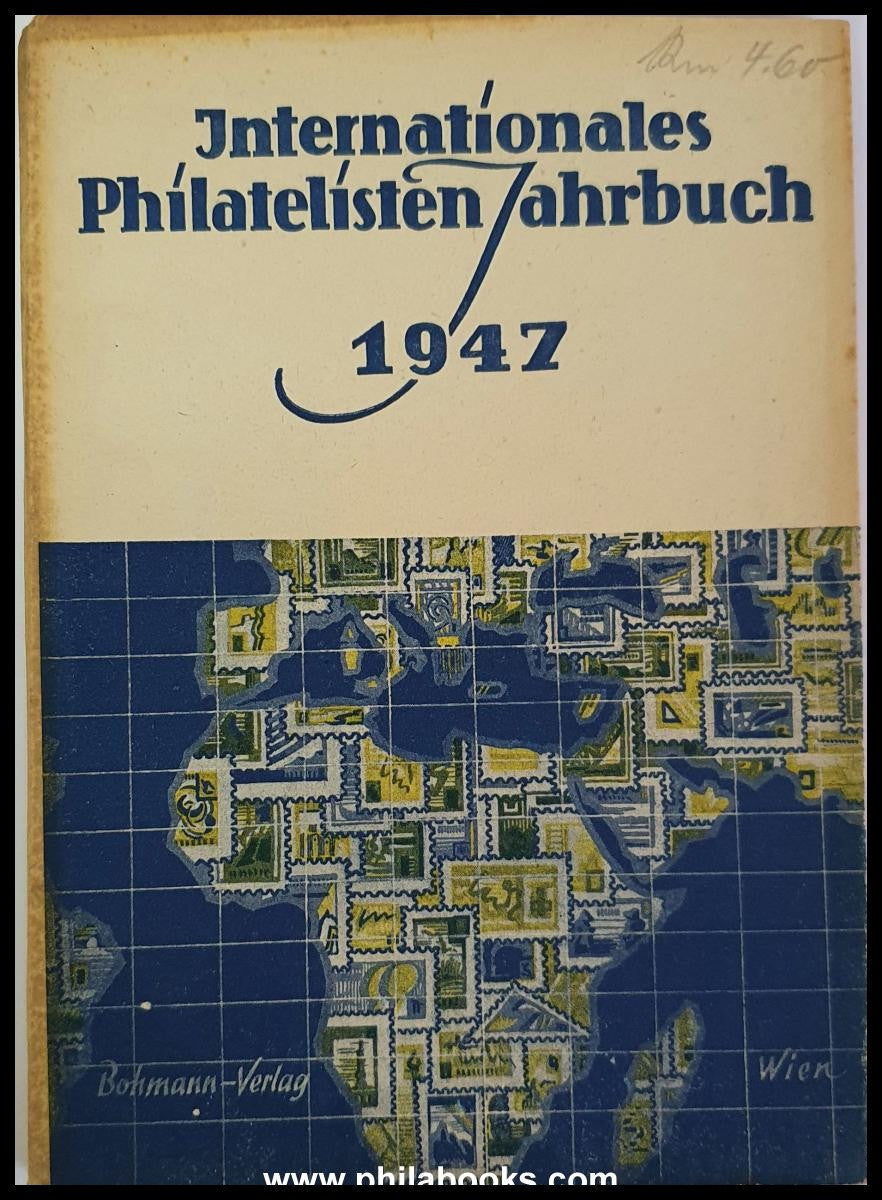 Rm 4.60
Internationales
Philatelisten Jahrbuch
1947
Bohmann-Verlag
Wien
www.philabooks.com